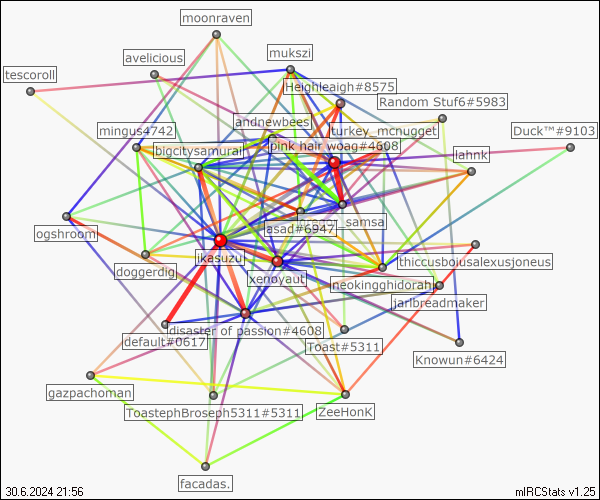 moonraven
mukszi
avelicious
tescoroll
Heighleaigh#8575
Random Stuf6#5983
andnewbees
mingus4742
turkey_mcnugget
Duck™#9103
pink hair woag#4608
bigcitysamurai
lahnk
_samsa
asad#6947
ogshroom
ikasuzu
thiccusboiusalexusjoneus
doggerdig
xenoyaut
neokingghidorah
jarlbreadmaker
disaster of passion#4608
default#0617
Toast#5311
Knowun#6424
gazpachoman
ToastephBroseph5311#5311
ZeeHonK
facadas.
30.6.2024 21:56
mIRCStats v1.25